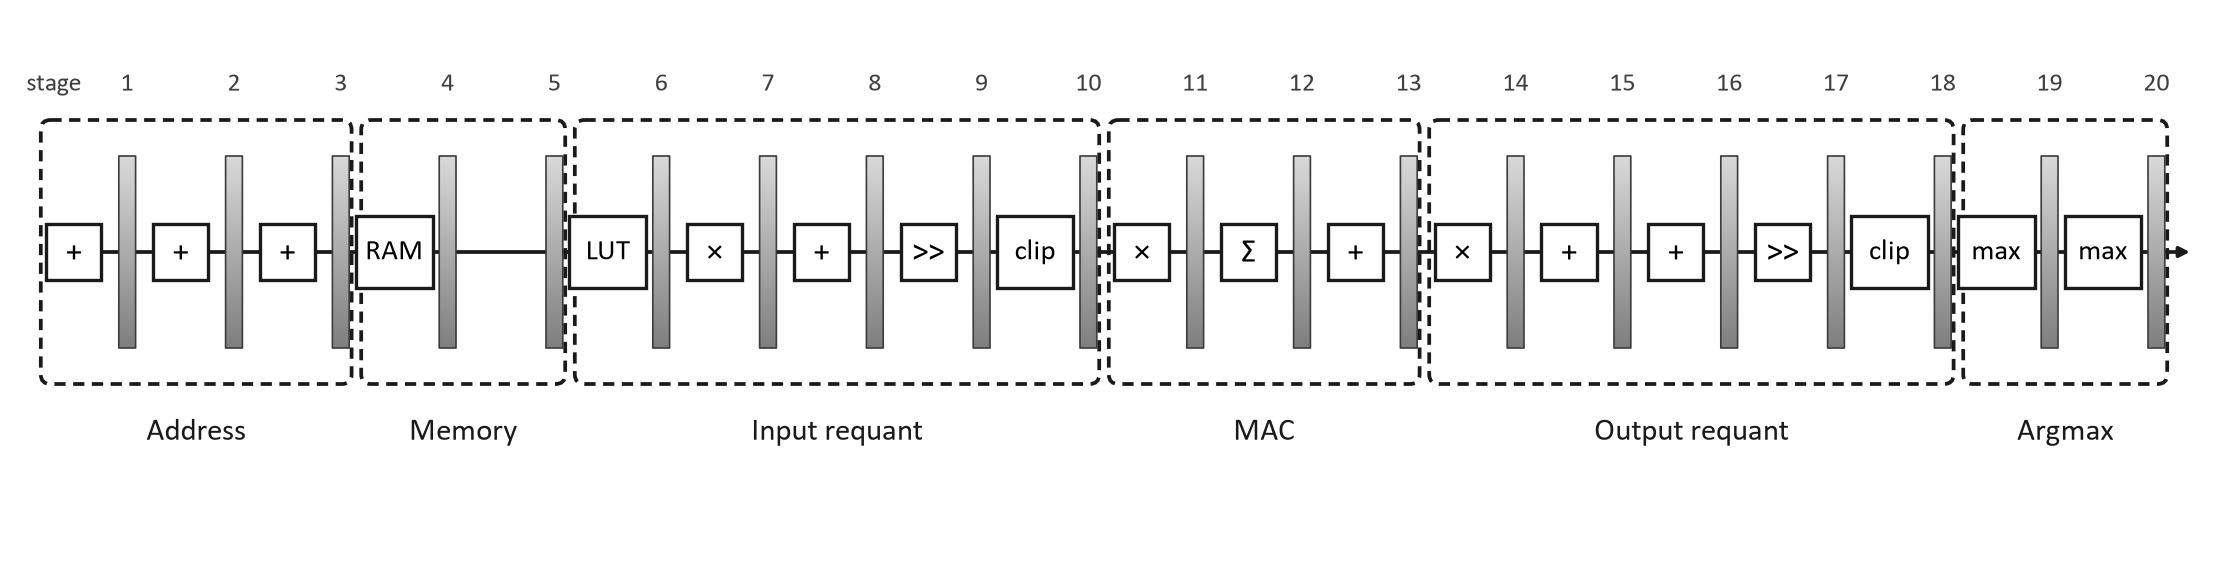 stage 1 2 3 4 5 6 7 8 9 10 11 12 13 14 15 16 17 18 19 20
+ + + RAM LUT × + >> clip × Σ + × + + >> clip max max
Address Memory Input requant MAC Output requant Argmax